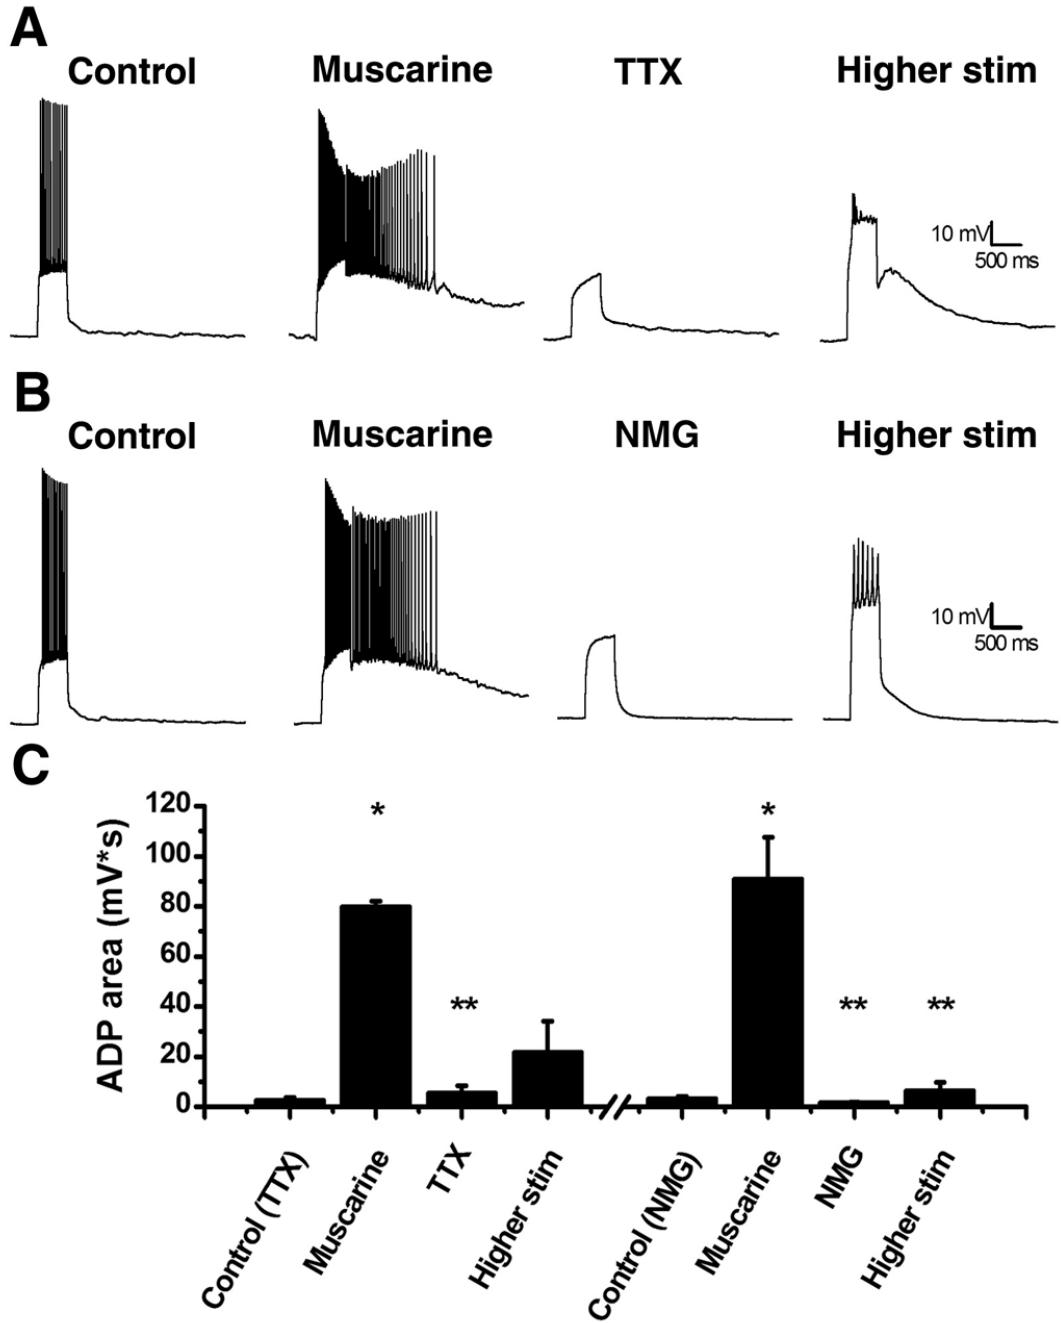 A
Control Muscarine TTX Higher stim
10 mV
500 ms
B
Control Muscarine NMG Higher stim
10 mV
500 ms
C
ADP area (mV*s)
120
100
80
60
40
20
0
* ** * ** **
Control (TTX) Muscarine TTX Higher stim Control (NMG) Muscarine NMG Higher stim